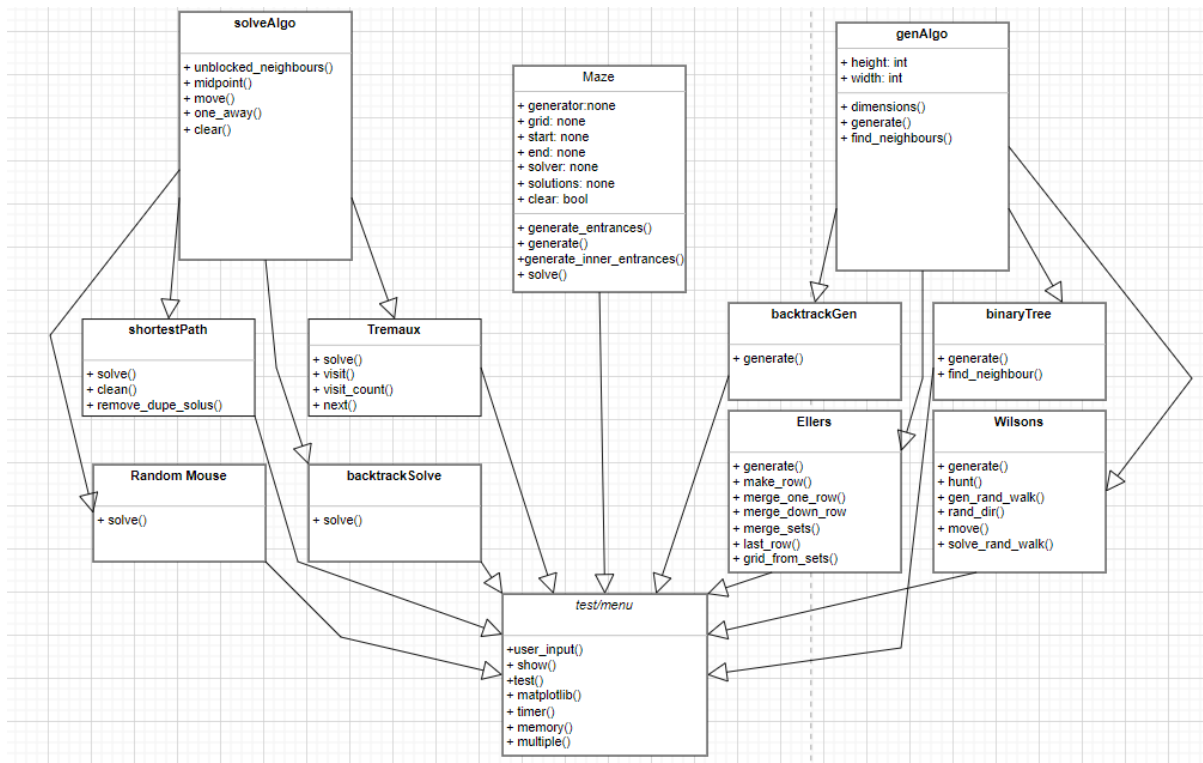 solveAlgo
+ unblocked_neighbours()
+ midpoint()
+ move()
+ one_away()
+ clear()
Maze
+ generator:none
+ grid: none
+ start: none
+ end: none
+ solver: none
+ solutions: none
+ clear: bool
+ generate_entrances()
+ generate()
+generate_inner_entrances()
+ solve()
genAlgo
+ height: int
+ width: int
+ dimensions()
+ generate()
+ find_neighbours()
shortestPath
+ solve()
+ clean()
+ remove_dupe_solus()
Tremaux
+ solve()
+ visit()
+ visit_count()
+ next()
backtrackGen
+ generate()
binaryTree
+ generate()
+ find_neighbour()
Random Mouse
+ solve()
backtrackSolve
+ solve()
Ellers
+ generate()
+ make_row()
+ merge_one_row()
+ merge_down_row
+ merge_sets()
+ last_row()
+ grid_from_sets()
Wilsons
+ generate()
+ hunt()
+ gen_rand_walk()
+ rand_dir()
+ move()
+ solve_rand_walk()
test/menu
+user_input()
+ show()
+test()
+ matplotlib()
+ timer()
+ memory()
+ multiple()